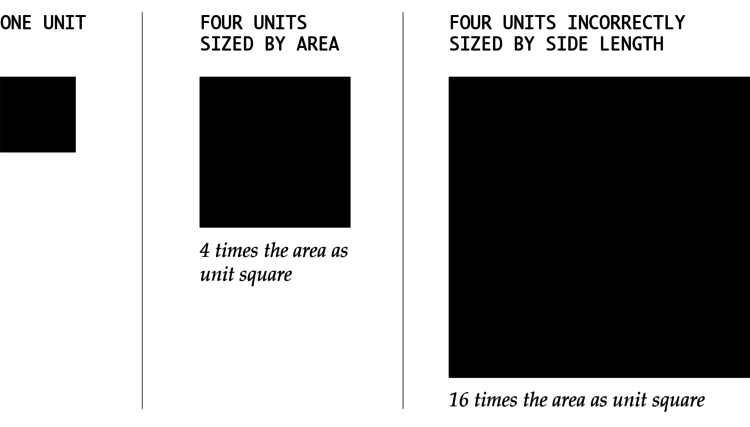 ONE UNIT
FOUR UNITS
SIZED BY AREA
4 times the area as
unit square
FOUR UNITS INCORRECTLY
SIZED BY SIDE LENGTH
16 times the area as unit square